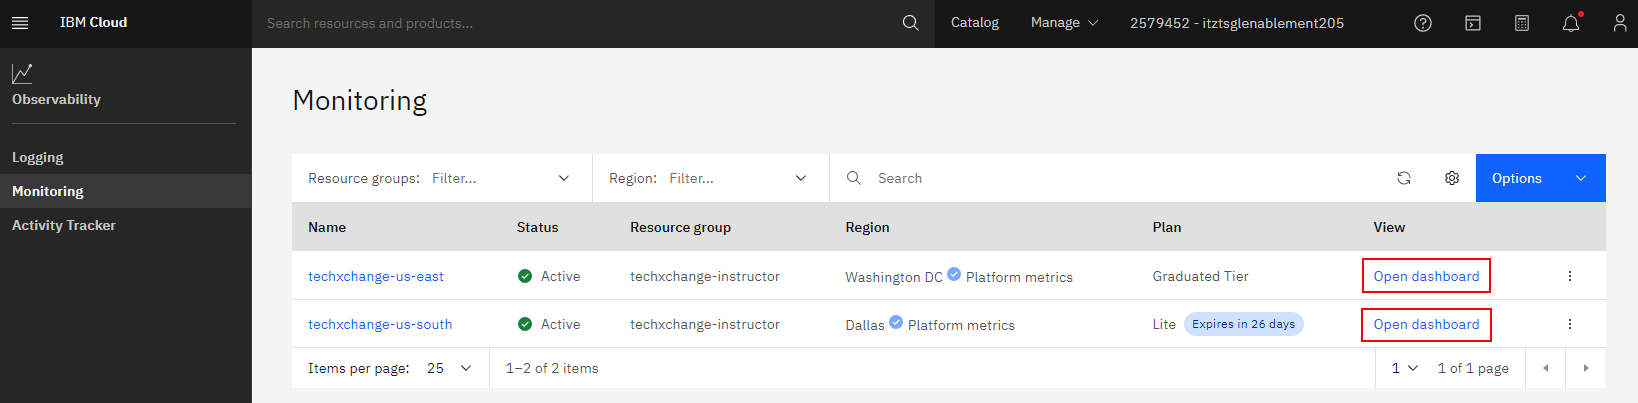 IBM Cloud
Search resources and products...
Catalog
Manage
2579452 - itztsglenablement205
Observability
Logging
Monitoring
Activity Tracker
Monitoring
Resource groups: Filter...
Region: Filter...
Search
Options
Name Status Resource group Region Plan View
techxchange-us-east Active techxchange-instructor Washington DC Platform metrics Graduated Tier Open dashboard
techxchange-us-south Active techxchange-instructor Dallas Platform metrics Lite Expires in 26 days Open dashboard
Items per page: 25 1–2 of 2 items 1 1 of 1 page